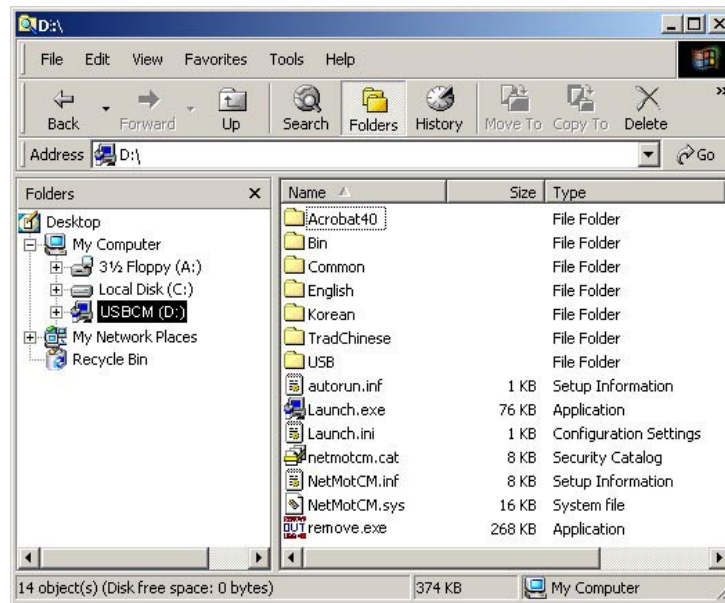 D:\
File Edit View Favorites Tools Help
Back Forward Up Search Folders History Move To Copy To Delete
Address D:\ Go
Folders
Desktop
My Computer
3½ Floppy (A:)
Local Disk (C:)
USBCM (D:)
My Network Places
Recycle Bin
Name Size Type
Acrobat40 File Folder
Bin File Folder
Common File Folder
English File Folder
Korean File Folder
TradChinese File Folder
USB File Folder
autorun.inf 1 KB Setup Information
Launch.exe 76 KB Application
Launch.ini 1 KB Configuration Settings
netmotcm.cat 8 KB Security Catalog
NetMotCM.inf 8 KB Setup Information
NetMotCM.sys 16 KB System file
remove.exe 268 KB Application
14 object(s) (Disk free space: 0 bytes) 374 KB My Computer